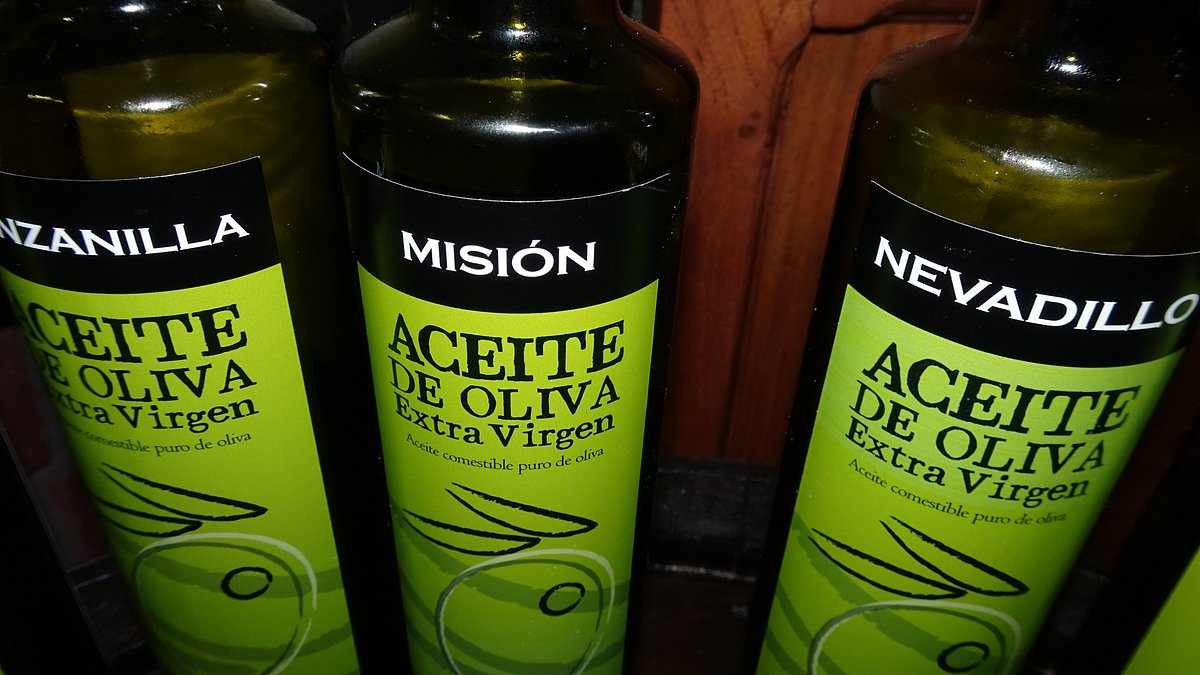 NZANILLA
ACEITE
DE OLIVA
Extra Virgen
comestible puro de oliva
MISIÓN
ACEITE
DE OLIVA
Extra Virgen
Aceite comestible puro de oliva
NEVADILLO
ACEITE
DE OLIVA
Extra Virgen
Aceite comestible puro de oliva